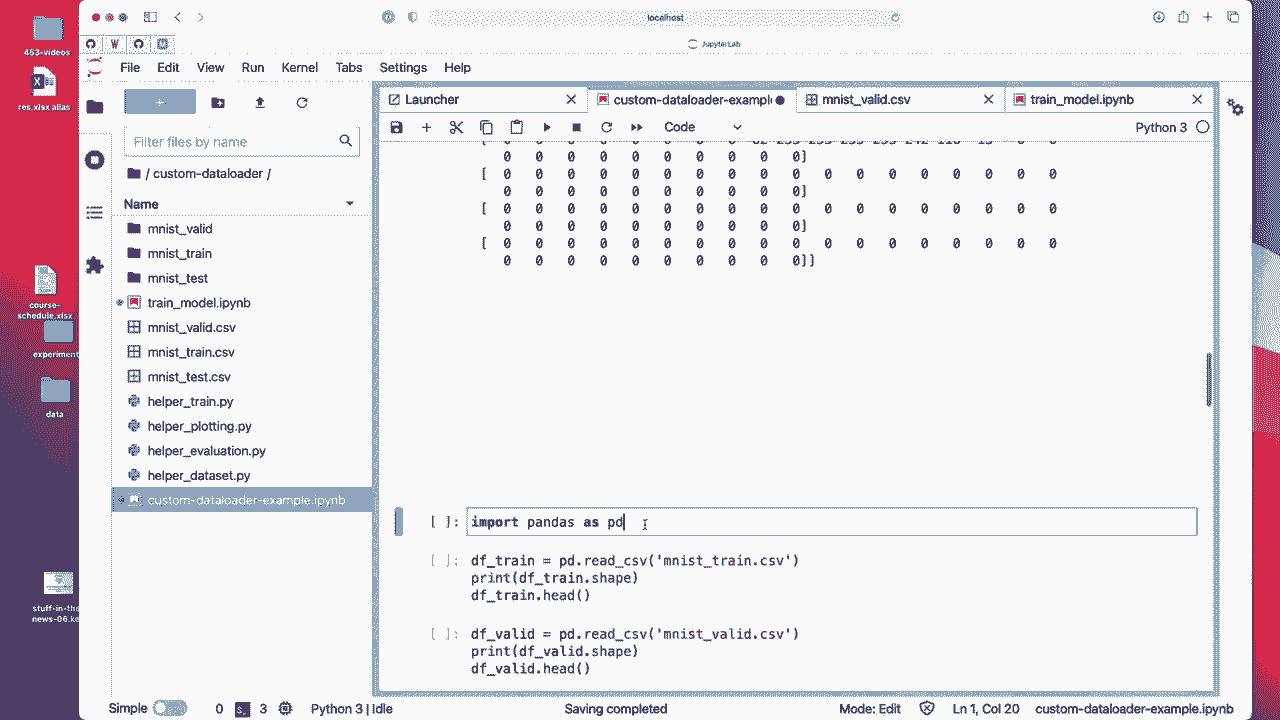 localhost
JupyterLab
453-videos
res.xlsx alias
course-
schedule.xlsx
experiment
data
stuff-in-the
news-06.ke
File Edit View Run Kernel Tabs Settings Help
Filter files by name
/ custom-dataloader /
Name
mnist_valid
mnist_train
mnist_test
train_model.ipynb
mnist_valid.csv
mnist_train.csv
mnist_test.csv
helper_train.py
helper_plotting.py
helper_evaluation.py
helper_dataset.py
custom-dataloader-example.ipynb
Launcher
custom-dataloader-example
mnist_valid.csv
train_model.ipynb
Code
Python 3
0 0 0 0 0 0 0 0 0 0]
[ 0 0 0 0 0 0 0 0 0 0 0 0 0 0 0 0 0 0
0 0 0 0 0 0 0 0 0 0]
[ 0 0 0 0 0 0 0 0 0 0 0 0 0 0 0 0 0 0
0 0 0 0 0 0 0 0 0 0]
[ 0 0 0 0 0 0 0 0 0 0 0 0 0 0 0 0 0 0
0 0 0 0 0 0 0 0 0 0]]
[ ]: import pandas as pd
[ ]: df_train = pd.read_csv('mnist_train.csv')
print(df_train.shape)
df_train.head()
[ ]: df_valid = pd.read_csv('mnist_valid.csv')
print(df_valid.shape)
df_valid.head()
Simple 0 3 Python 3 | Idle Saving completed Mode: Edit Ln 1, Col 20 custom-dataloader-example.ipynb